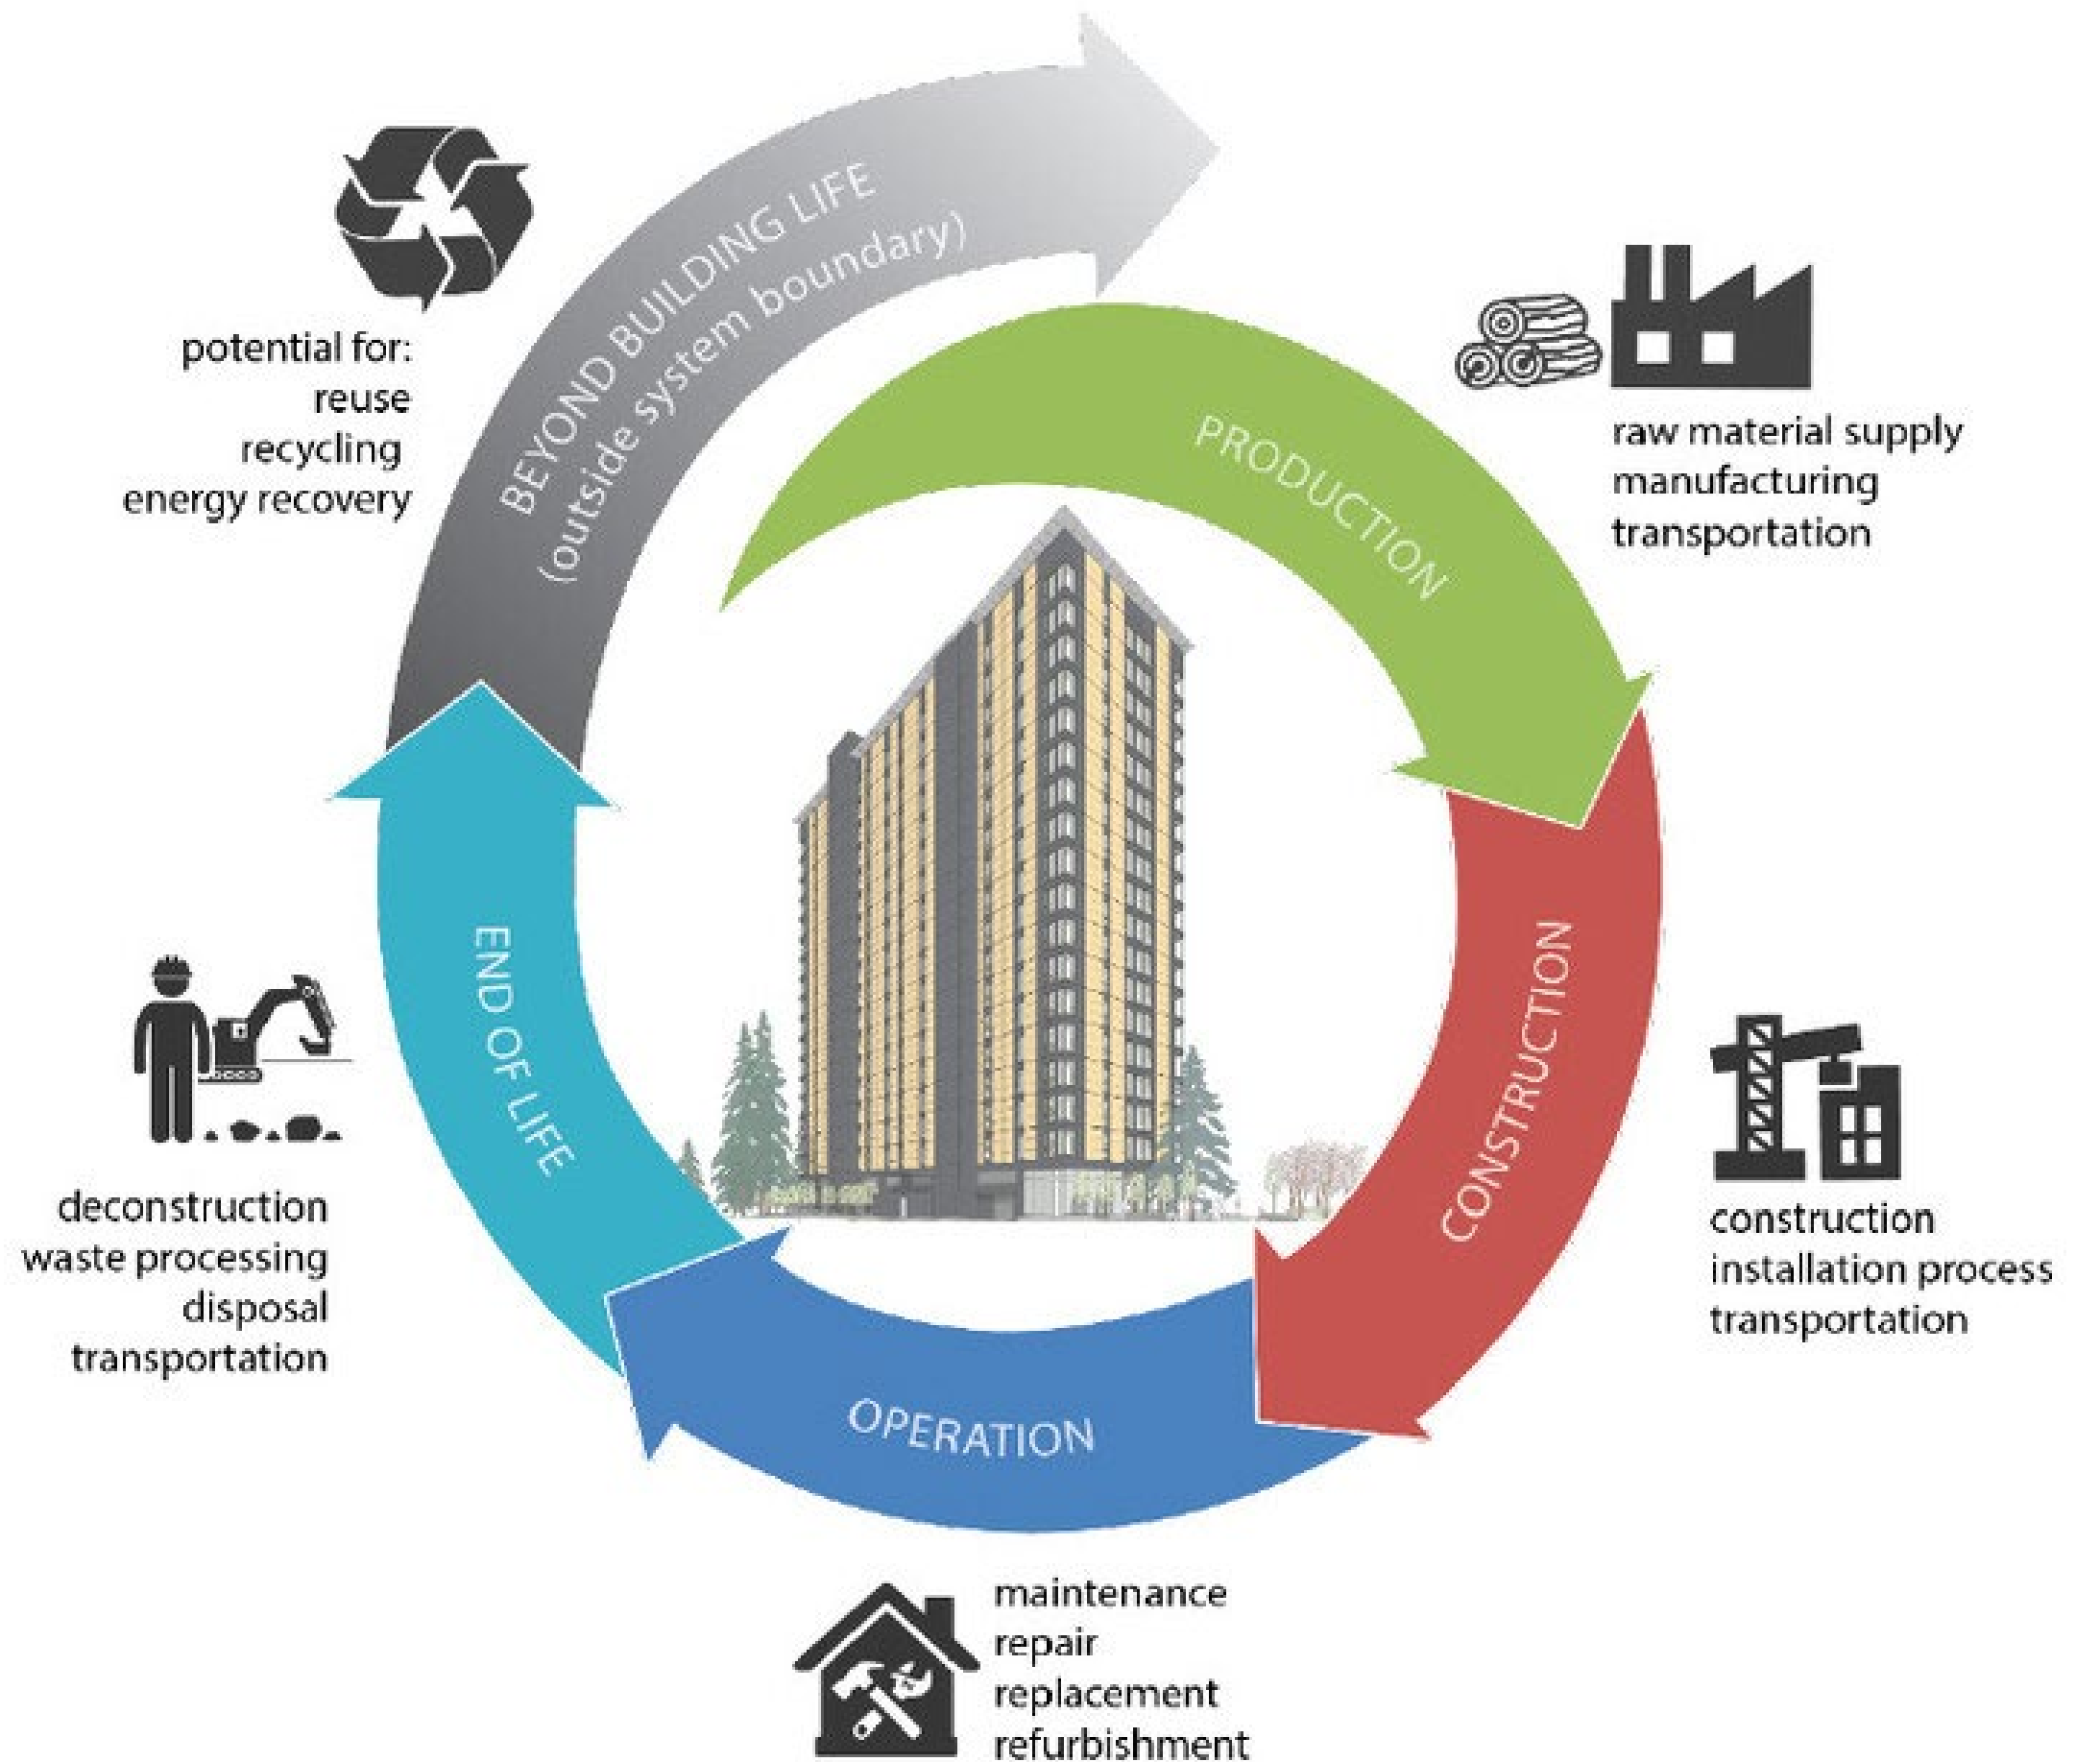 BEYOND BUILDING LIFE
(outside system boundary)
potential for:
reuse
recycling
energy recovery
PRODUCTION
raw material supply
manufacturing
transportation
CONSTRUCTION
construction
installation process
transportation
OPERATION
maintenance
repair
replacement
refurbishment
END OF LIFE
deconstruction
waste processing
disposal
transportation